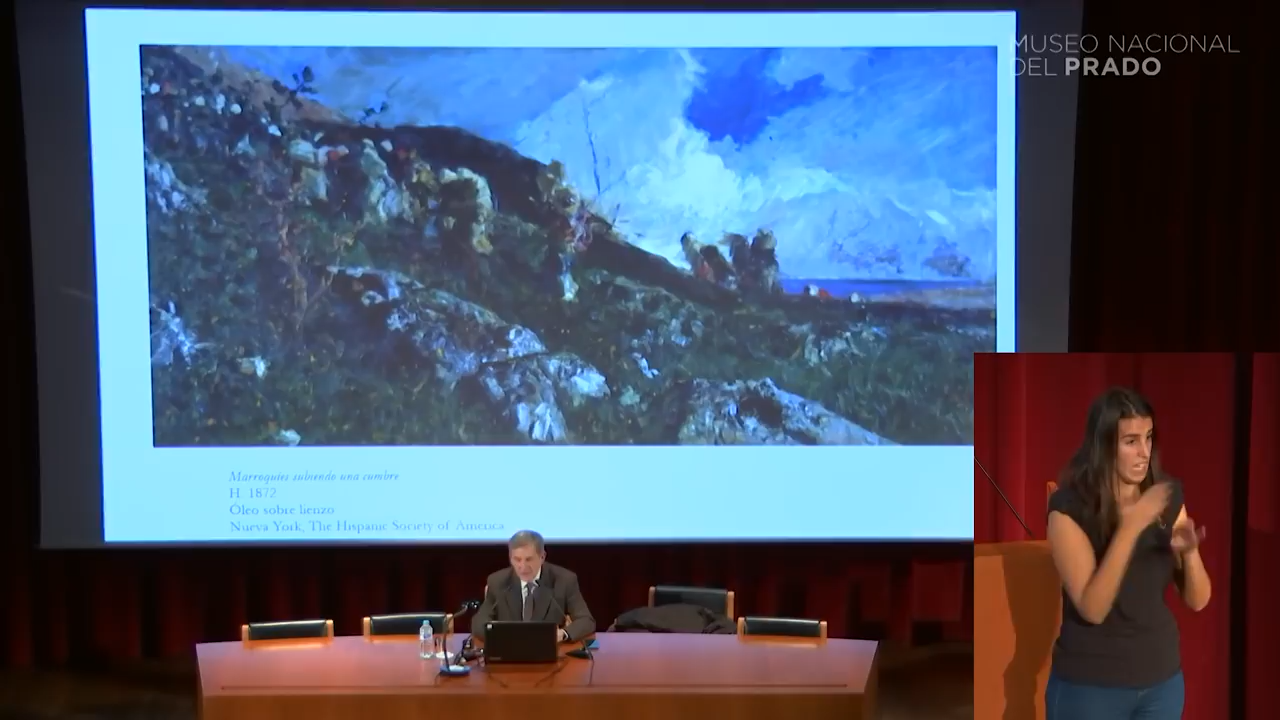 MUSEO NACIONAL
DEL PRADO
Marroquíes subiendo una cumbre
H. 1872
Óleo sobre lienzo
Nueva York, The Hispanic Society of America